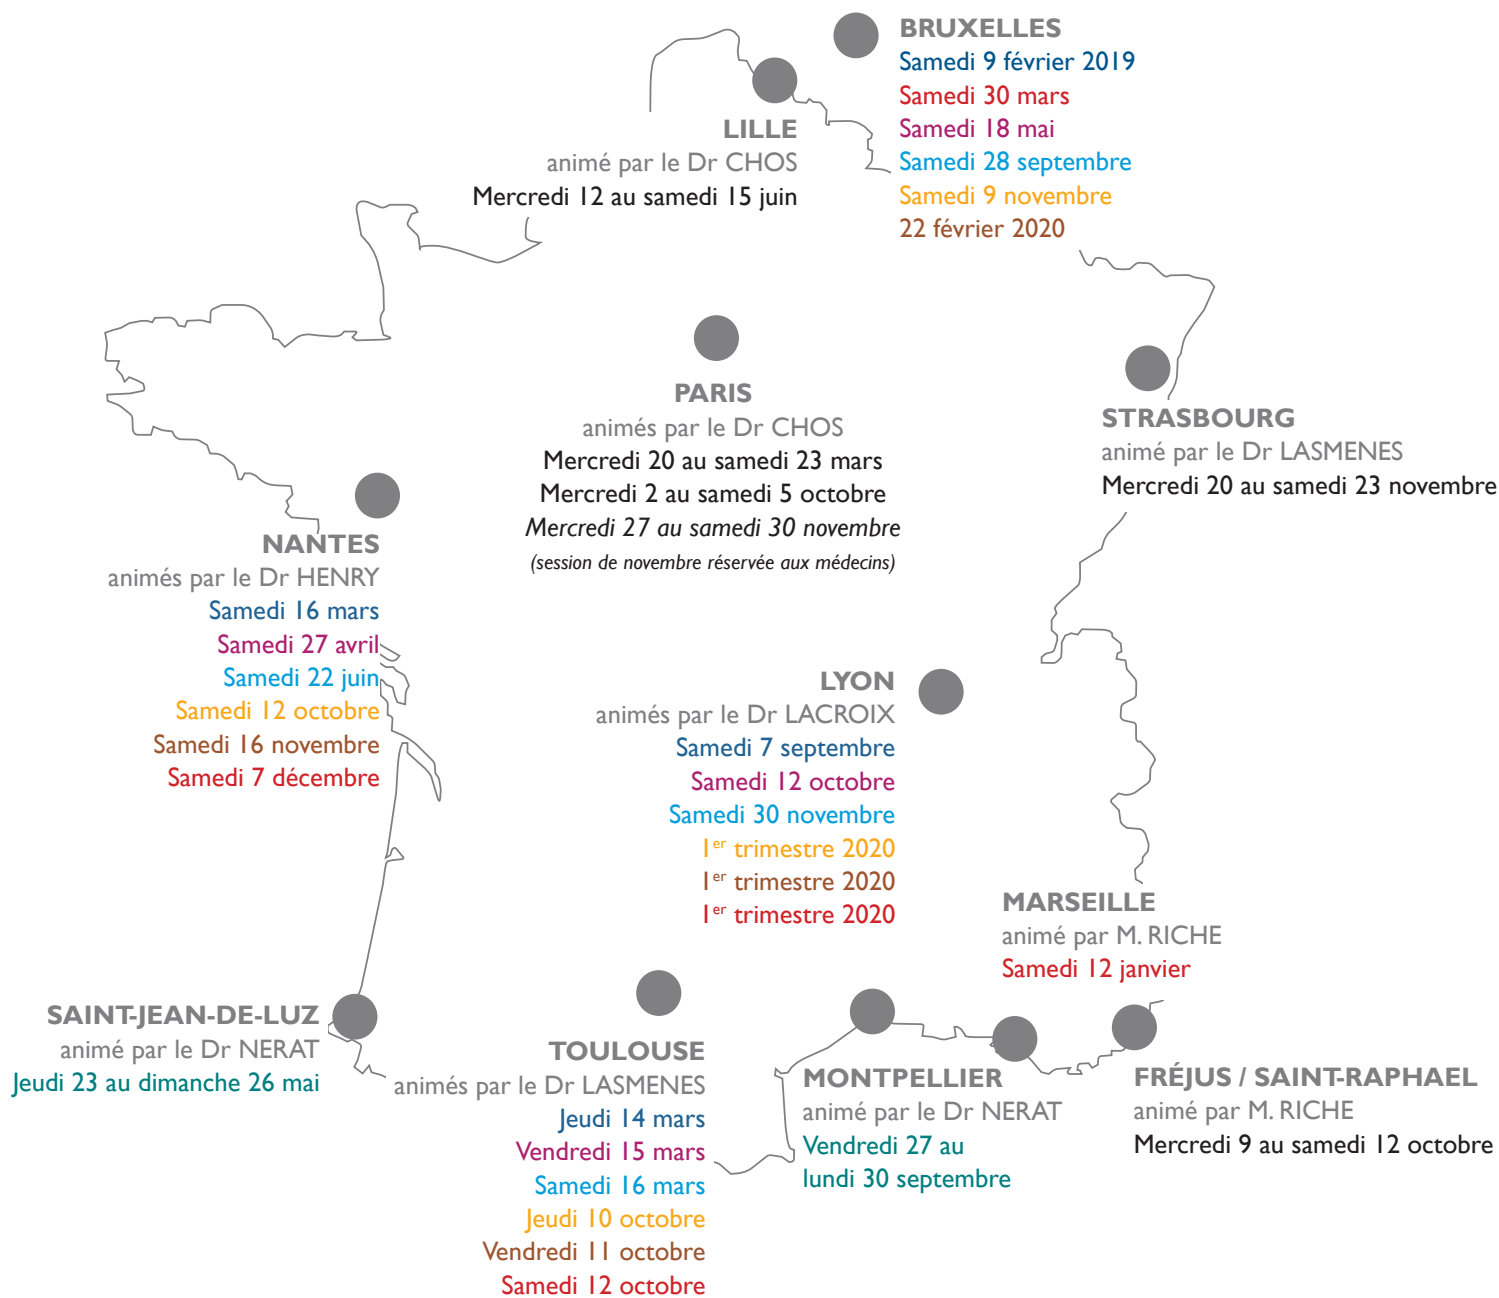 BRUXELLES
Samedi 9 février 2019
Samedi 30 mars
Samedi 18 mai
Samedi 28 septembre
Samedi 9 novembre
22 février 2020
LILLE
animé par le Dr CHOS
Mercredi 12 au samedi 15 juin
PARIS
animés par le Dr CHOS
Mercredi 20 au samedi 23 mars
Mercredi 2 au samedi 5 octobre
Mercredi 27 au samedi 30 novembre
(session de novembre réservée aux médecins)
STRASBOURG
animé par le Dr LASMENES
Mercredi 20 au samedi 23 novembre
NANTES
animés par le Dr HENRY
Samedi 16 mars
Samedi 27 avril
Samedi 22 juin
Samedi 12 octobre
Samedi 16 novembre
Samedi 7 décembre
LYON
animés par le Dr LACROIX
Samedi 7 septembre
Samedi 12 octobre
Samedi 30 novembre
1er trimestre 2020
1er trimestre 2020
1er trimestre 2020
MARSEILLE
animé par M. RICHE
Samedi 12 janvier
SAINT-JEAN-DE-LUZ
animé par le Dr NERAT
Jeudi 23 au dimanche 26 mai
TOULOUSE
animés par le Dr LASMENES
Jeudi 14 mars
Vendredi 15 mars
Samedi 16 mars
Jeudi 10 octobre
Vendredi 11 octobre
Samedi 12 octobre
MONTPELLIER
animé par le Dr NERAT
Vendredi 27 au
lundi 30 septembre
FRÉJUS / SAINT-RAPHAEL
animé par M. RICHE
Mercredi 9 au samedi 12 octobre